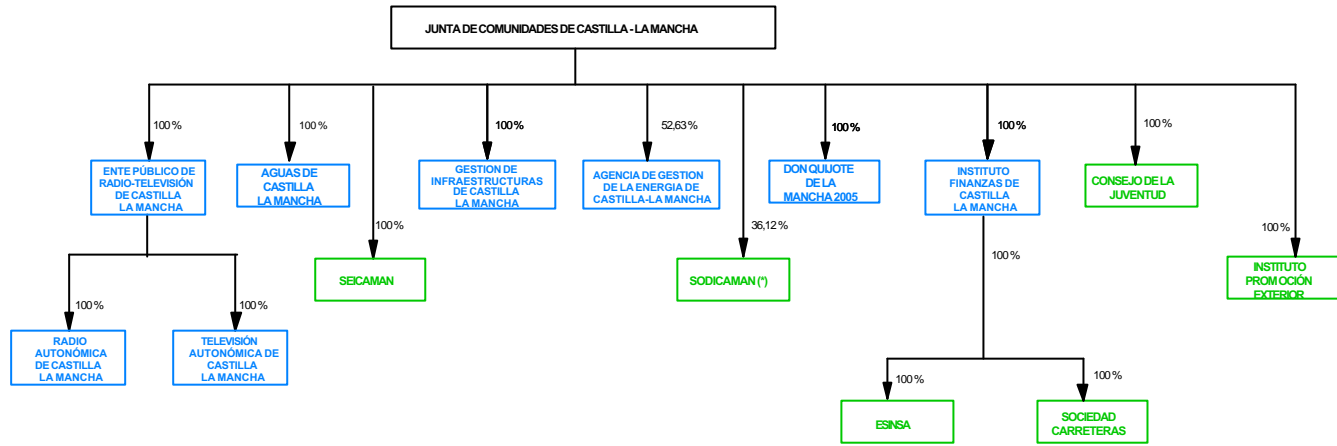 JUNTA DE COMUNIDADES DE CASTILLA - LA MANCHA
100 %
100 %
100 %
52,63 %
100 %
100 %
100 %
ENTE PÚBLICO DE
RADIO-TELEVISIÓN
DE CASTILLA
LA MANCHA
AGUAS DE
CASTILLA
LA MANCHA
GESTION DE
INFRAESTRUCTURAS
DE CASTILLA
LA MANCHA
AGENCIA DE GESTION
DE LA ENERGIA DE
CASTILLA-LA MANCHA
DON QUIJOTE
DE LA
MANCHA 2005
INSTITUTO
FINANZAS DE
CASTILLA
LA MANCHA
CONSEJO DE LA
JUVENTUD
100 %
36,12 %
100 %
100 %
SEICAMAN
SODICAMAN (*)
INSTITUTO
PROMOCIÓN
EXTERIOR
100 %
100 %
RADIO
AUTONÓMICA
DE CASTILLA
LA MANCHA
TELEVISIÓN
AUTONÓMICA DE
CASTILLA
LA MANCHA
100 %
100 %
ESINSA
SOCIEDAD
CARRETERAS